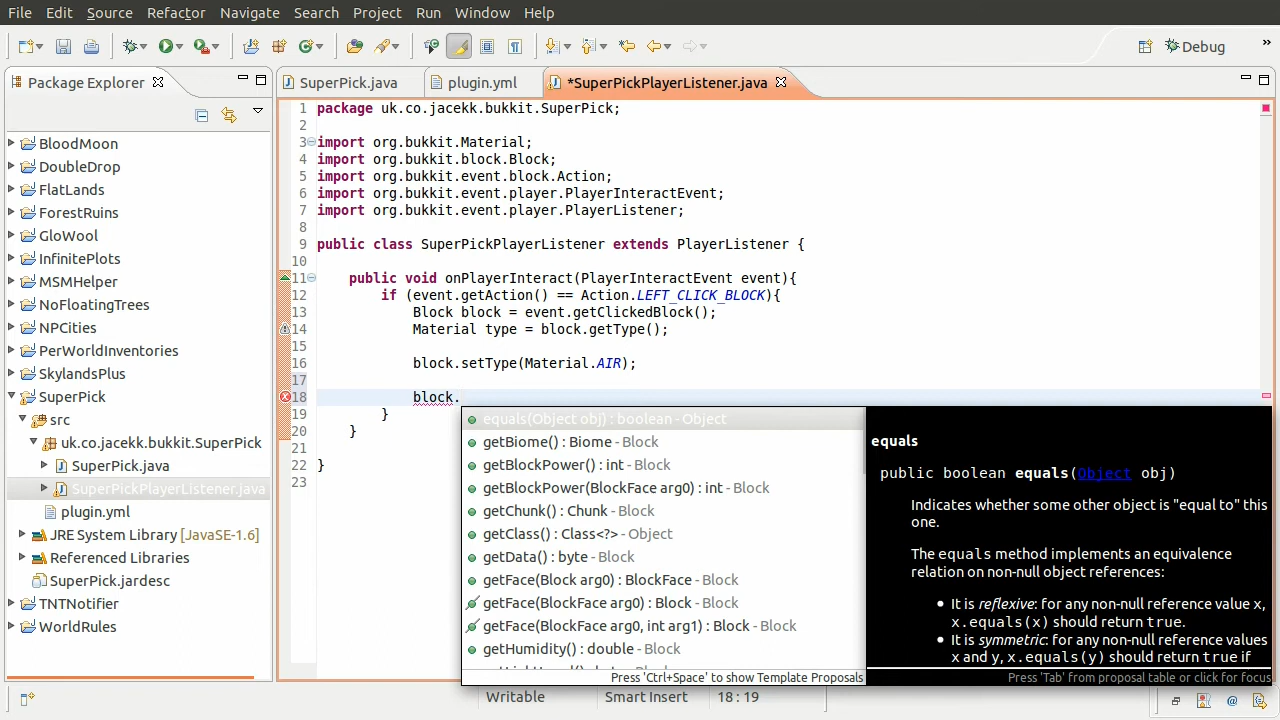 File Edit Source Refactor Navigate Search Project Run Window Help
Debug
»
Package Explorer
SuperPick.java
plugin.yml
*SuperPickPlayerListener.java
BloodMoon
DoubleDrop
FlatLands
ForestRuins
GloWool
InfinitePlots
MSMHelper
NoFloatingTrees
NPCities
PerWorldInventories
SkylandsPlus
SuperPick
src
uk.co.jacekk.bukkit.SuperPick
SuperPick.java
SuperPickPlayerListener.java
plugin.yml
JRE System Library [JavaSE-1.6]
Referenced Libraries
SuperPick.jardesc
TNTNotifier
WorldRules
1 package uk.co.jacekk.bukkit.SuperPick;
2
3 import org.bukkit.Material;
4 import org.bukkit.block.Block;
5 import org.bukkit.event.block.Action;
6 import org.bukkit.event.player.PlayerInteractEvent;
7 import org.bukkit.event.player.PlayerListener;
8
9 public class SuperPickPlayerListener extends PlayerListener {
10
11 public void onPlayerInteract(PlayerInteractEvent event){
12 if (event.getAction() == Action.LEFT_CLICK_BLOCK){
13 Block block = event.getClickedBlock();
14 Material type = block.getType();
15
16 block.setType(Material.AIR);
17
18 block.
19 }
20 }
21
22 }
23
equals(Object obj) : boolean - Object
getBiome() : Biome - Block
getBlockPower() : int - Block
getBlockPower(BlockFace arg0) : int - Block
getChunk() : Chunk - Block
getClass() : Class<?> - Object
getData() : byte - Block
getFace(Block arg0) : BlockFace - Block
getFace(BlockFace arg0) : Block - Block
getFace(BlockFace arg0, int arg1) : Block - Block
getHumidity() : double - Block
Press 'Ctrl+Space' to show Template Proposals
equals
public boolean equals(Object obj)
Indicates whether some other object is "equal to" this
one.
The equals method implements an equivalence
relation on non-null object references:
• It is reflexive: for any non-null reference value x,
x.equals(x) should return true.
• It is symmetric: for any non-null reference values
x and y, x.equals(y) should return true if
Press 'Tab' from proposal table or click for focus
Writable
Smart Insert
18 : 19